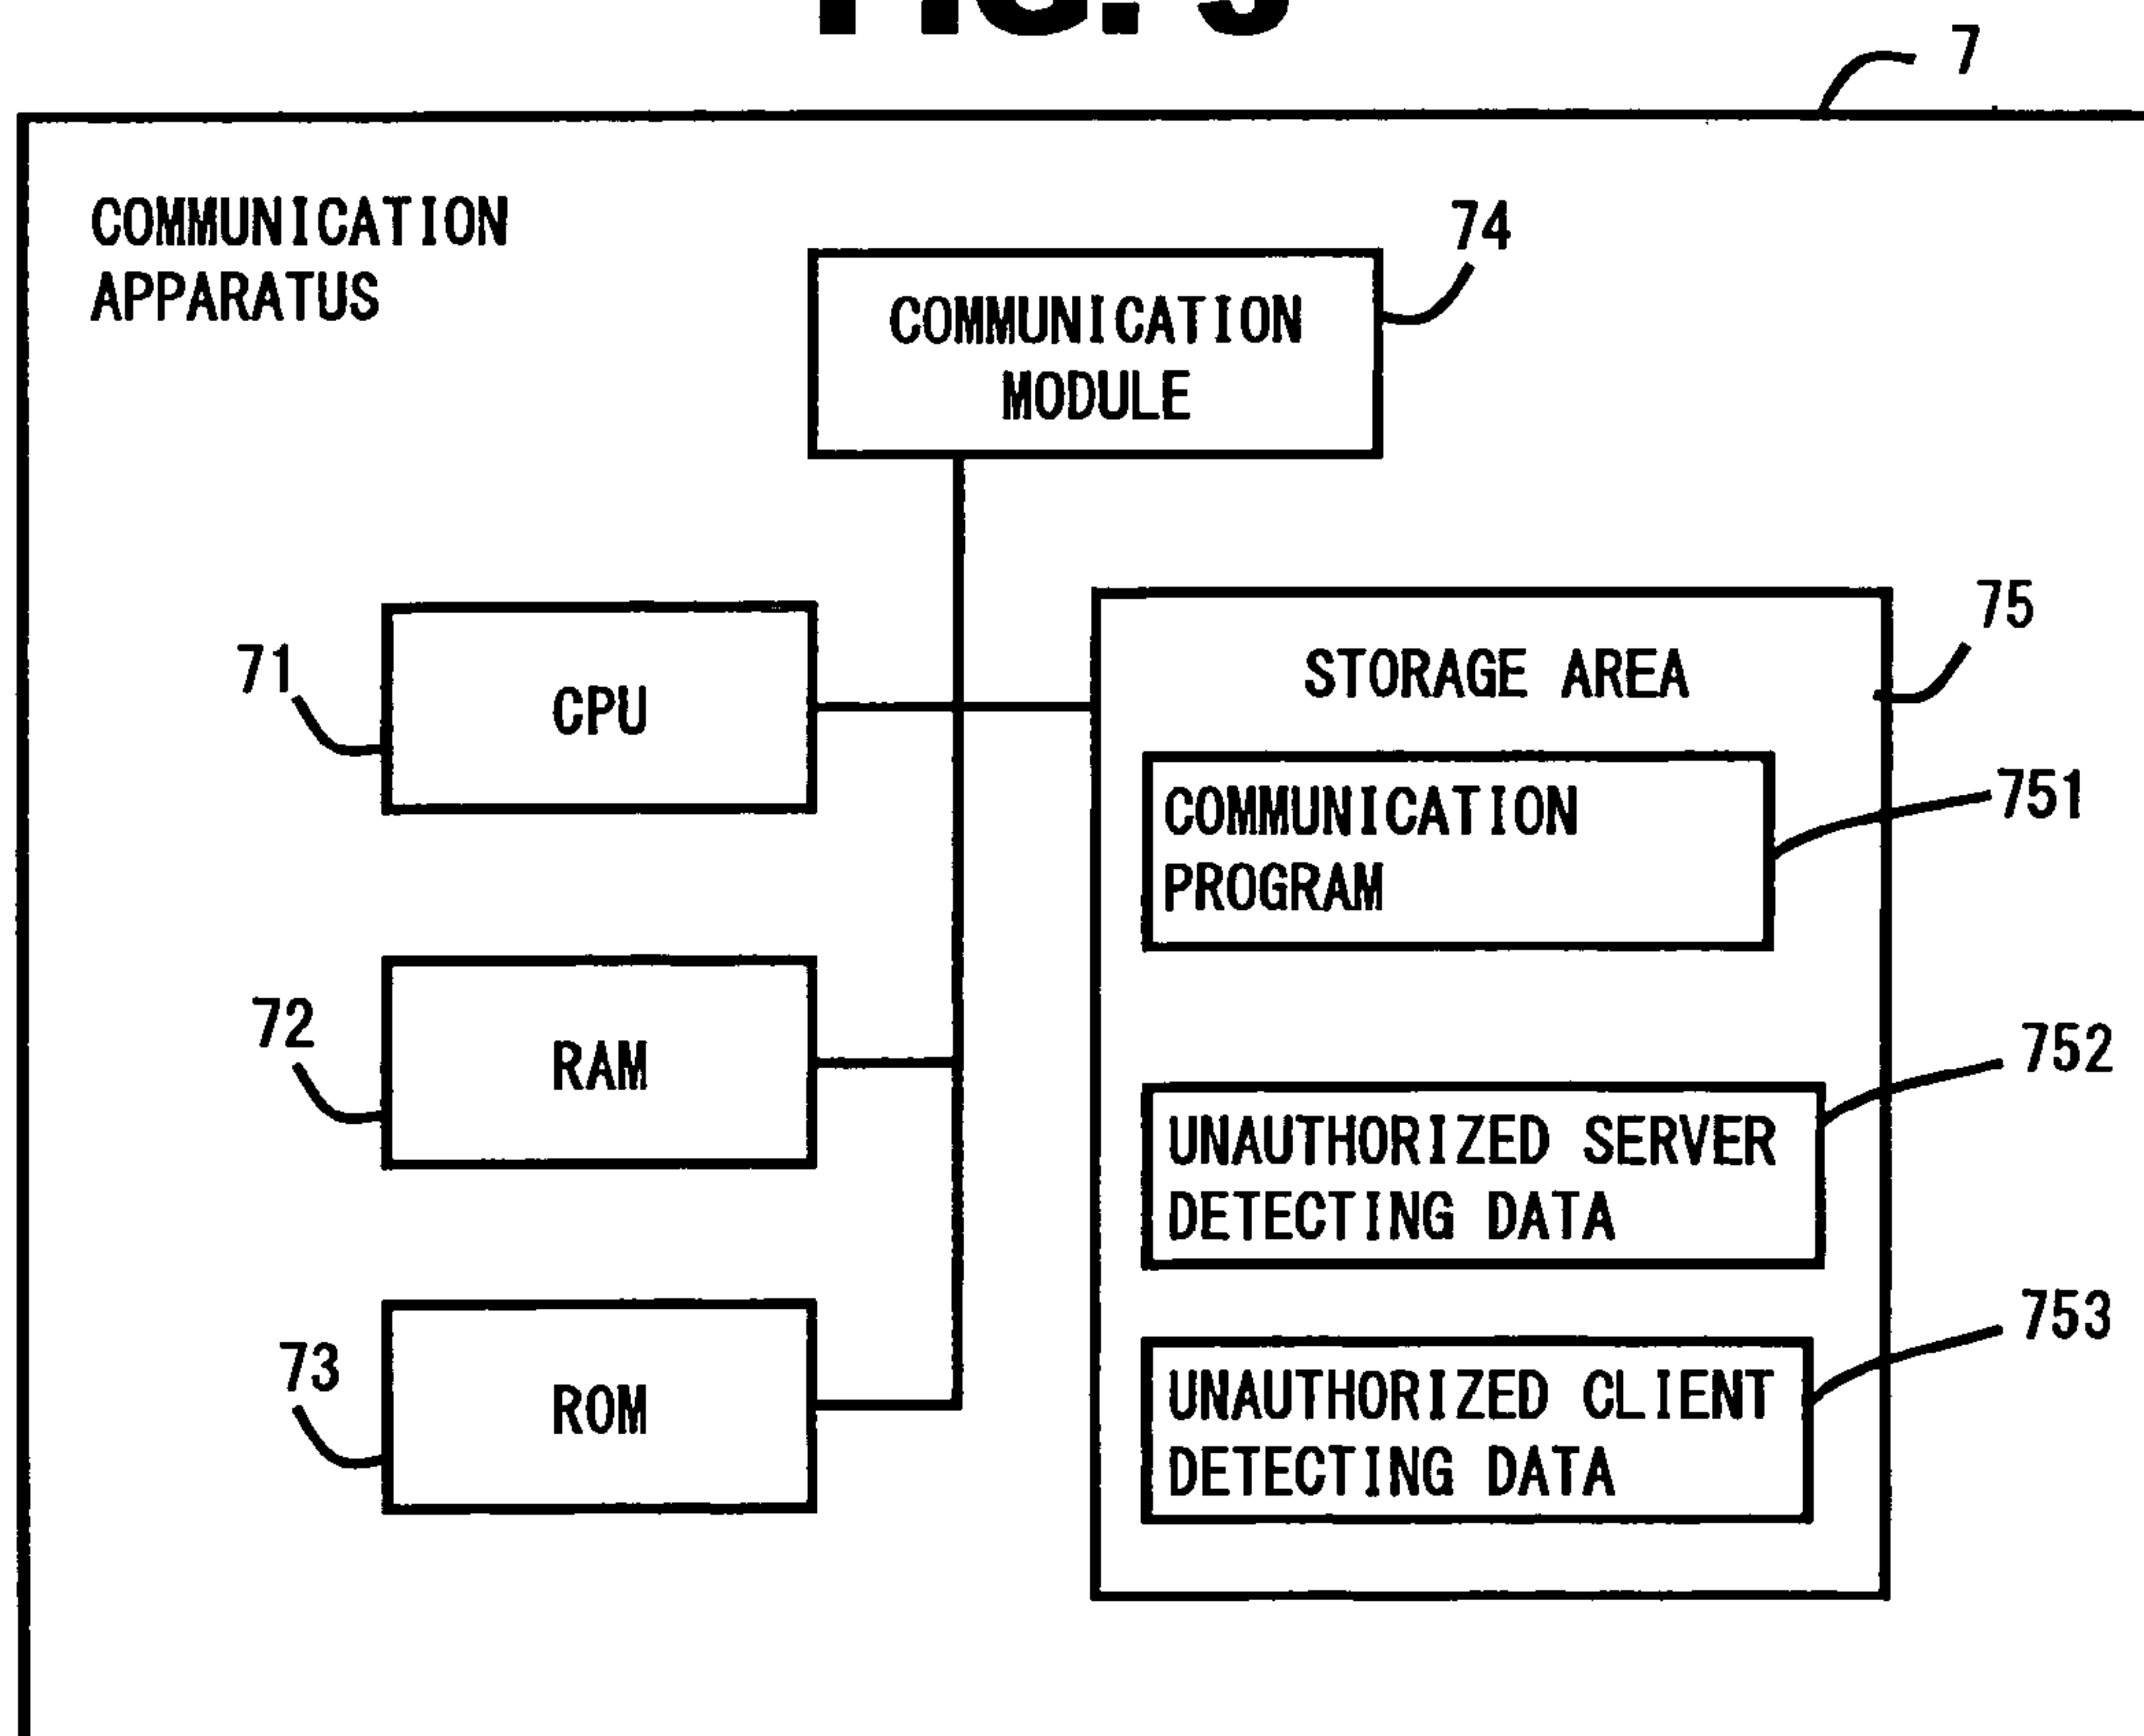 7
COMMUNICATION
APPARATUS
74
COMMUNICATION
MODULE
75
STORAGE AREA
71
CPU
751
COMMUNICATION
PROGRAM
72
RAM
752
UNAUTHORIZED SERVER
DETECTING DATA
73
ROM
753
UNAUTHORIZED CLIENT
DETECTING DATA